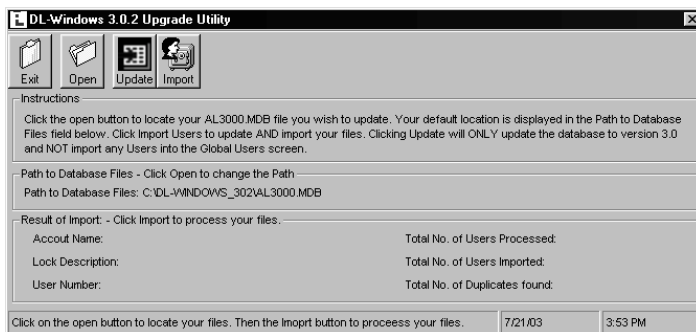 DL-Windows 3.0.2 Upgrade Utility
Exit Open Update Import
Instructions
Click the open button to locate your AL3000.MDB file you wish to update. Your default location is displayed in the Path to Database
Files field below. Click Import Users to update AND import your files. Clicking Update will ONLY update the database to version 3.0
and NOT import any Users into the Global Users screen.
Path to Database Files - Click Open to change the Path
Path to Database Files: C:\DL-WINDOWS_302\AL3000.MDB
Result of Import: - Click Import to process your files.
Accout Name: Total No. of Users Processed:
Lock Description: Total No. of Users Imported:
User Number: Total No. of Duplicates found:
Click on the open button to locate your files. Then the Imoprt button to proceess your files. 7/21/03 3:53 PM